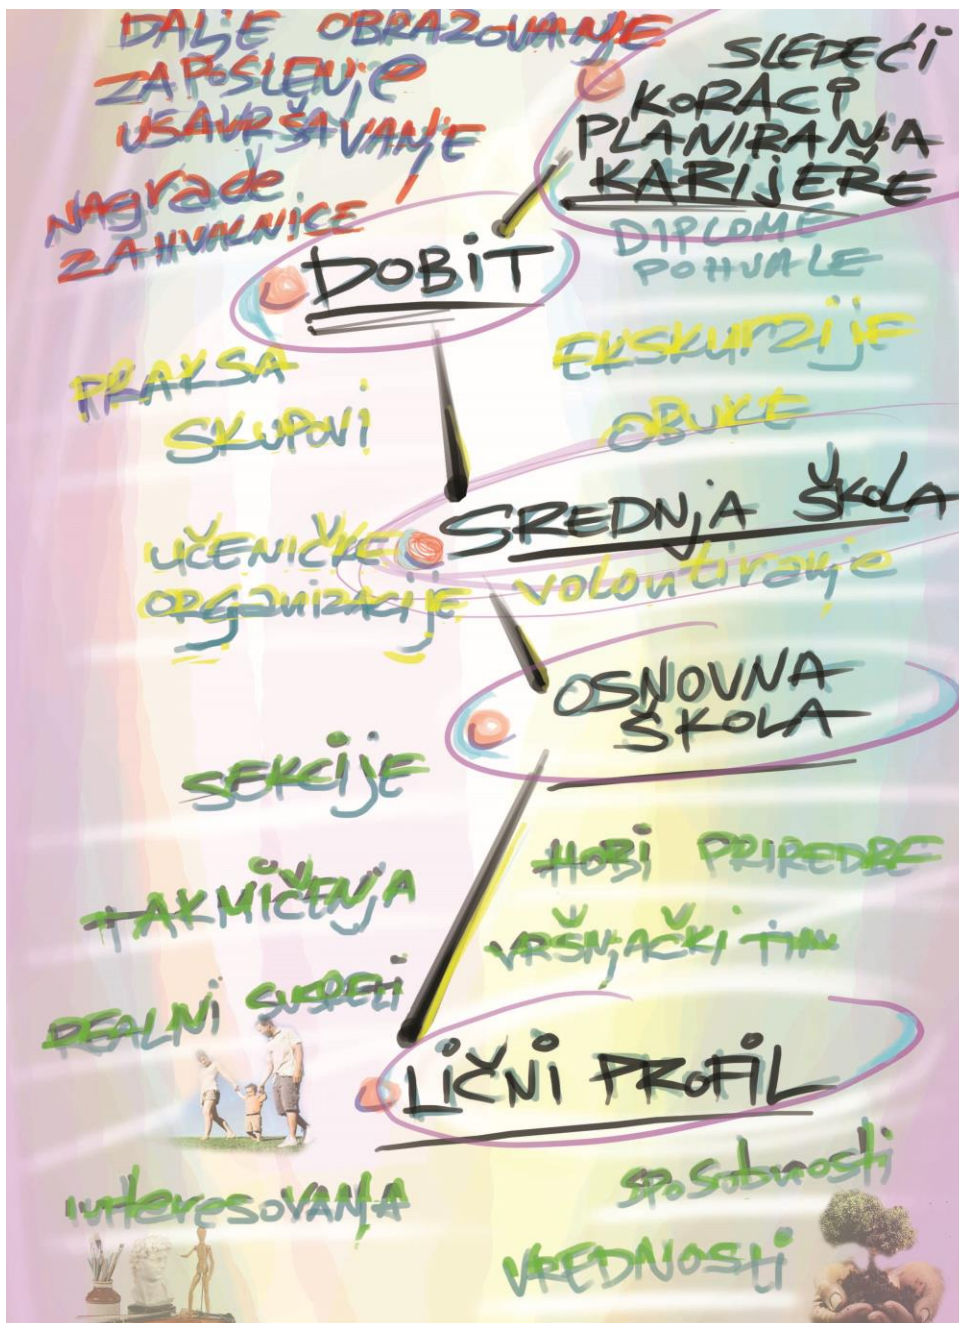 DALJE OBRAZOVANJE
ZAPOSLENJE
USAVRŠAVANJE
NAgrade
ZAHVALNICE
SLEDEĆI
KORACI
PLANIRANJA
KARIJERE
DIPLOME
POHVALE
DOBIT
PRAKSA
SKUPOVI
EKSKURZIJE
OBUKE
SREDNJA ŠKOLA
UČENIČKE
ORGANIZACIJE
volontiranje
OSNOVNA
ŠKOLA
SEKCIJE
TAKMIČENJA
REALNI SUSRETI
HOBI PRIREDBE
VRŠNJAČKI TIM
LIČNI PROFIL
INTERESOVANJA
SPOSObNOSti
VREDNOSTI